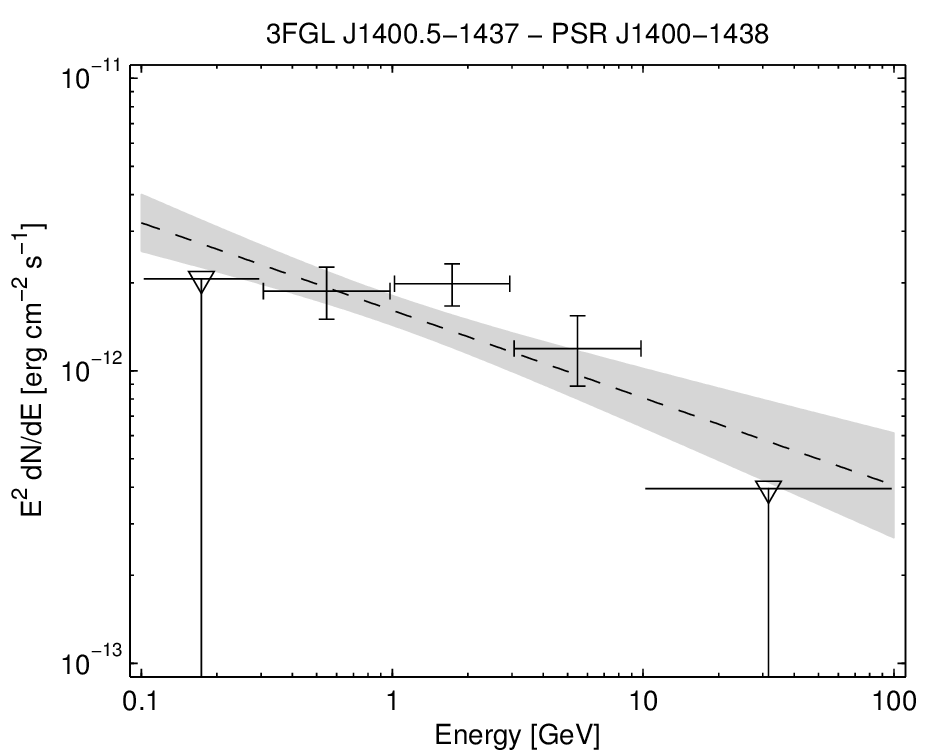 3FGL J1400.5−1437 − PSR J1400−1438
10⁻¹¹
10⁻¹²
10⁻¹³
E² dN/dE [erg cm⁻² s⁻¹]
0.1 1 10 100
Energy [GeV]